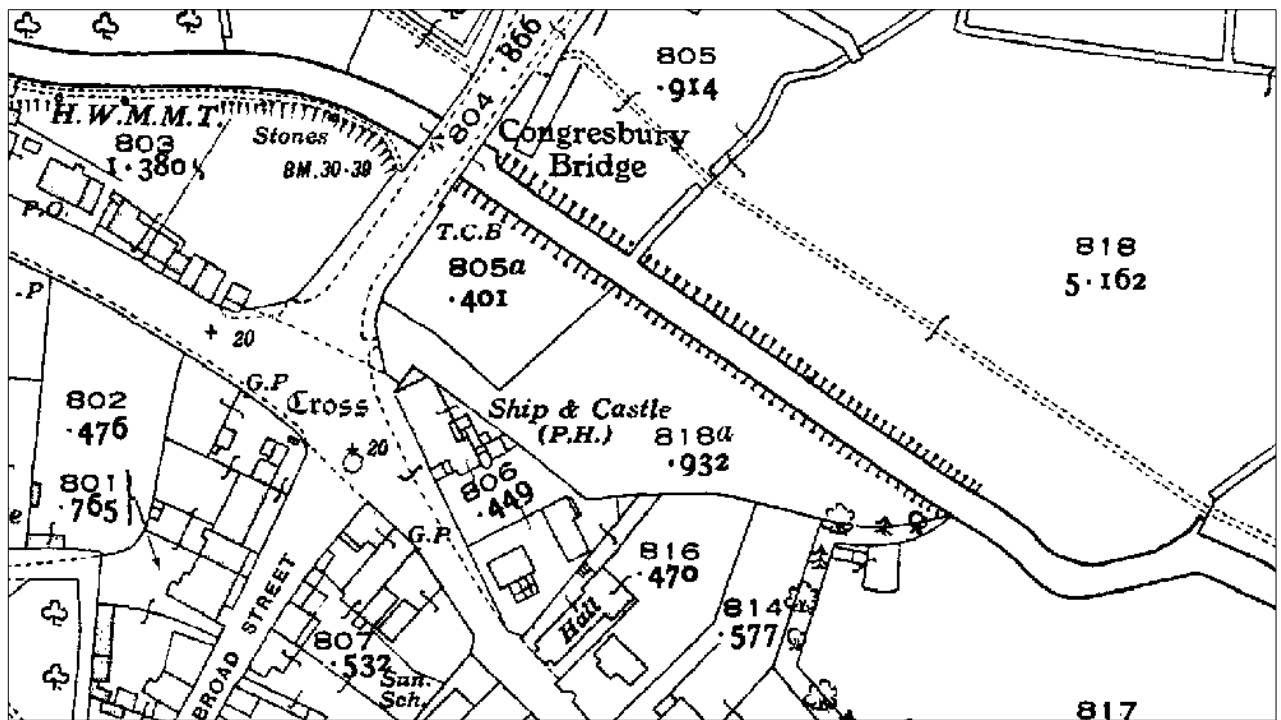 ·866
804
805
·914
H.W.M.M.T.
803
1·380
Stones
BM.30·39
Congresbury
Bridge
P.O.
T.C.B
805a
·401
818
5·162
.P
+ 20
G.P
Cross
802
·476
+ 20
Ship & Castle
(P.H.)
818a
·932
801
·765
806
·449
e
G.P.
816
·470
BROAD STREET
Hall
814
·577
807
·532
Sun.
Sch.
817